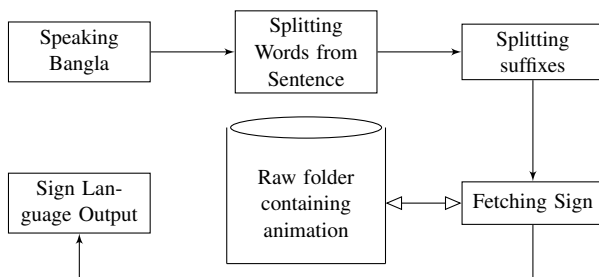 Speaking
Bangla
Splitting
Words from
Sentence
Splitting
suffixes
Raw folder
containing
animation
Sign Lan-
guage Output
Fetching Sign